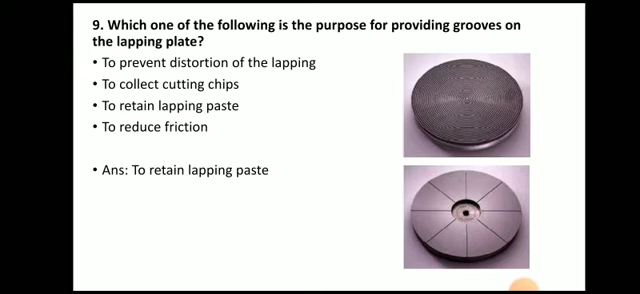 9. Which one of the following is the purpose for providing grooves on
the lapping plate?
• To prevent distortion of the lapping
• To collect cutting chips
• To retain lapping paste
• To reduce friction
• Ans: To retain lapping paste